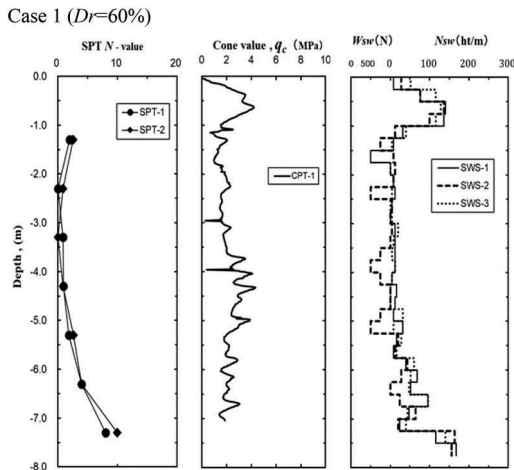 Case 1 (Dr=60%)
SPT N - value
0 10 20
Cone value , qc (MPa)
0 2 4 6 8 10
Wsw (N) Nsw (ht/m)
0 500 0 100 200 300
Depth , (m)
0.0
-1.0
-2.0
-3.0
-4.0
-5.0
-6.0
-7.0
-8.0
SPT-1
SPT-2
CPT-1
SWS-1
SWS-2
SWS-3